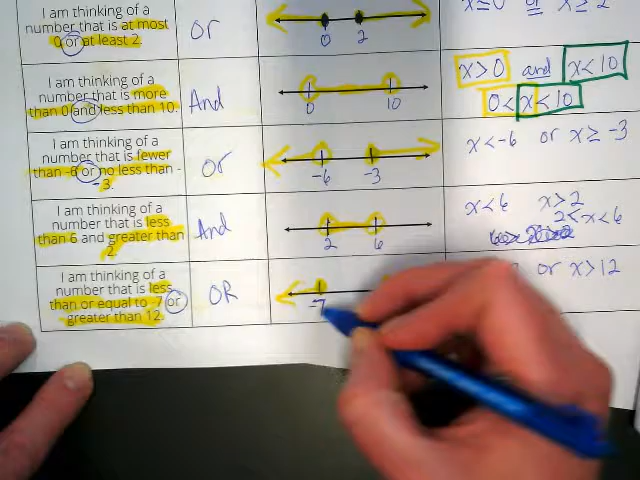 I am thinking of a
number that is at most
0 or at least 2.
or
0 2
x≤0 or x≥2
I am thinking of a
number that is more
than 0 and less than 10.
And
0 10
x>0 and x<10
0<x<10
I am thinking of a
number that is fewer
than -6 or no less than -
3.
-3
or
-6 -3
x<-6 or x≥-3
I am thinking of a
number that is less
than 6 and greater than
2.
And
2 6
x<6 x>2
2<x<6
I am thinking of a
number that is less
than or equal to -7 or
greater than 12.
OR
-7
or x>12